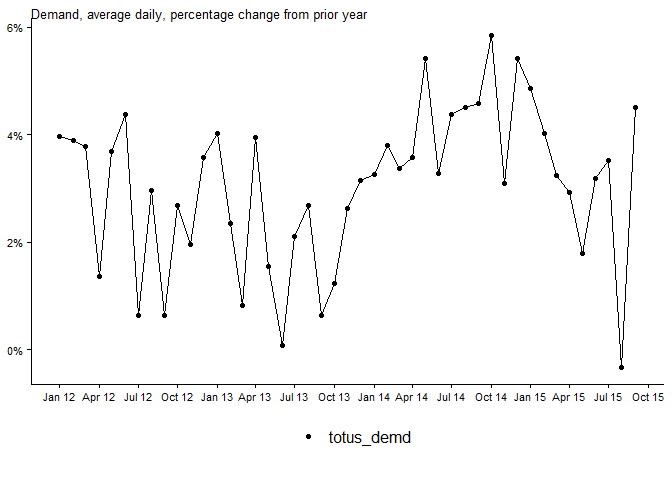 Demand, average daily, percentage change from prior year
6%
4%
2%
0%
Jan 12 Apr 12 Jul 12 Oct 12 Jan 13 Apr 13 Jul 13 Oct 13 Jan 14 Apr 14 Jul 14 Oct 14 Jan 15 Apr 15 Jul 15 Oct 15
totus_demd